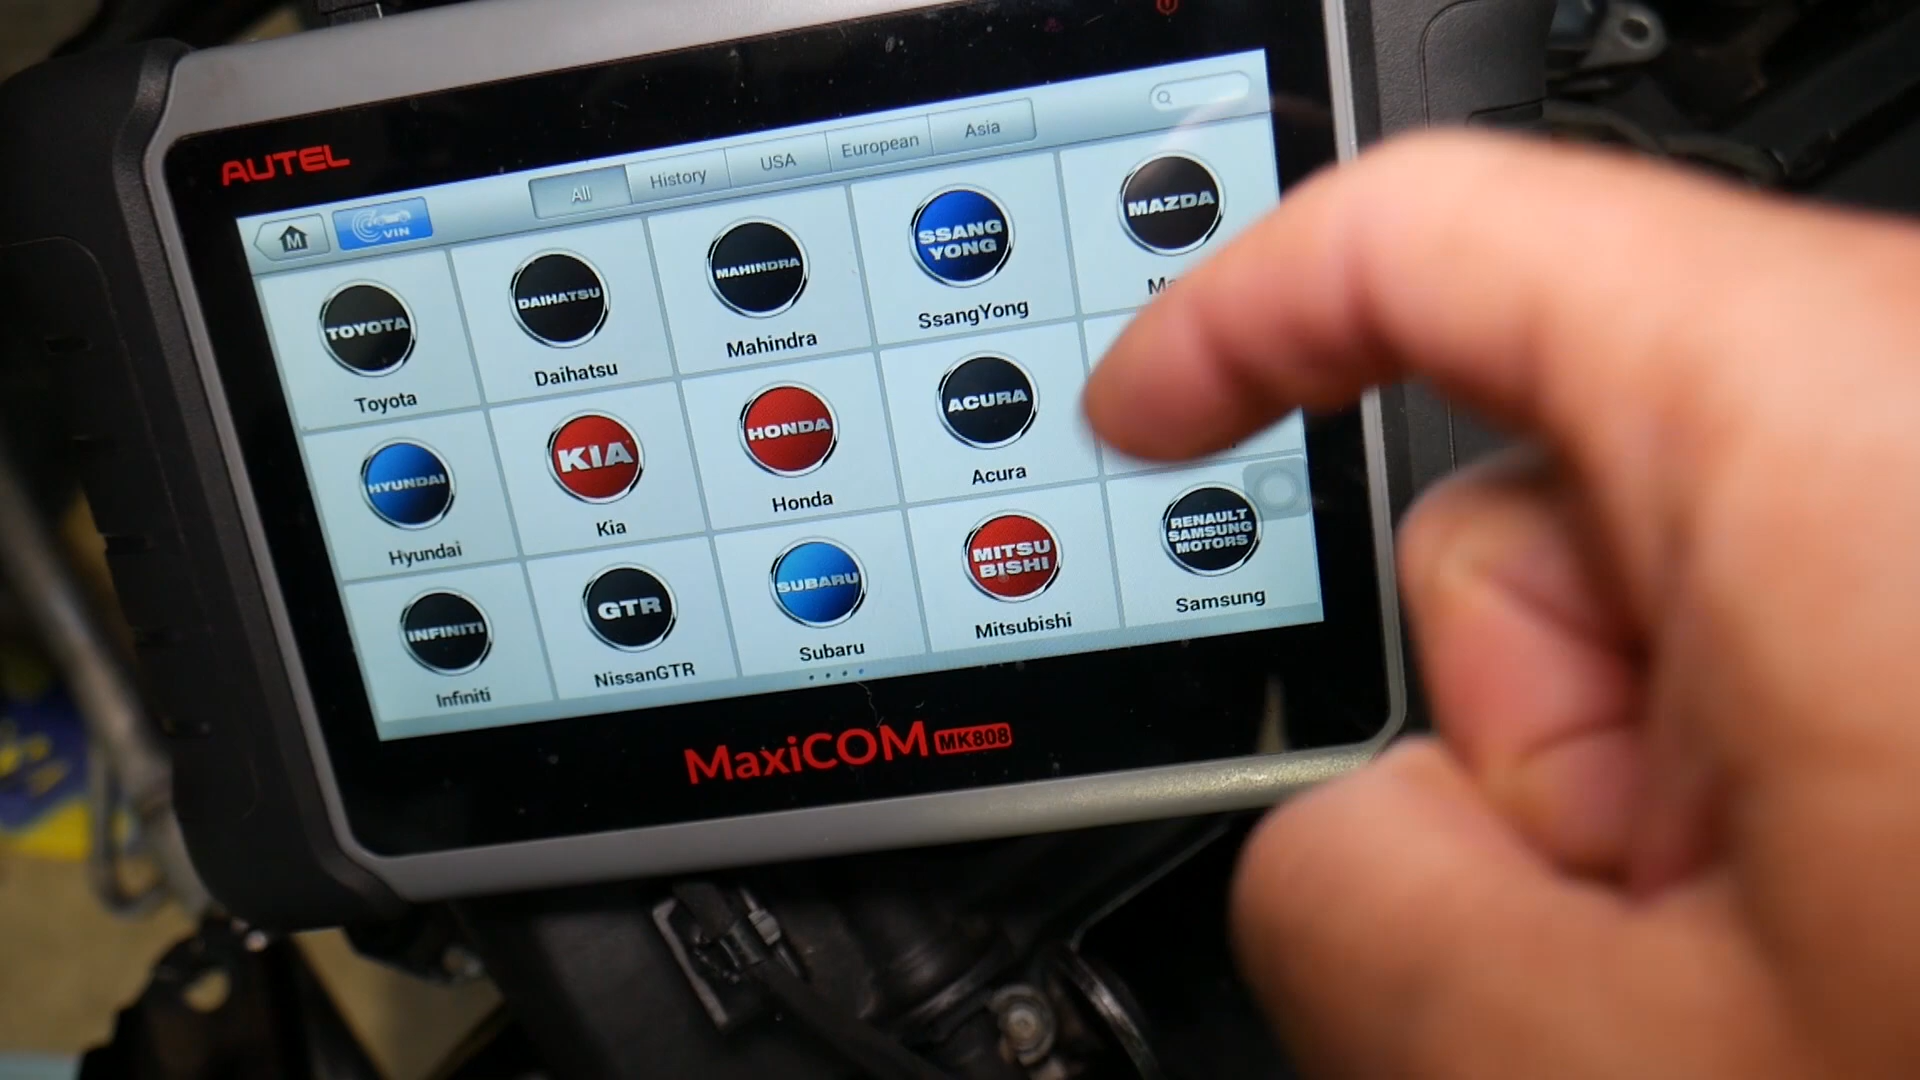 AUTEL
All
History
USA
European
Asia
M
VIN
TOYOTA
Toyota
DAIHATSU
Daihatsu
MAHINDRA
Mahindra
SSANG
YONG
SsangYong
MAZDA
HYUNDAI
Hyundai
KIA
Kia
HONDA
Honda
ACURA
Acura
INFINITI
Infiniti
GTR
NissanGTR
SUBARU
Subaru
MITSU
BISHI
Mitsubishi
RENAULT
SAMSUNG
MOTORS
Samsung
MaxiCOM MK808